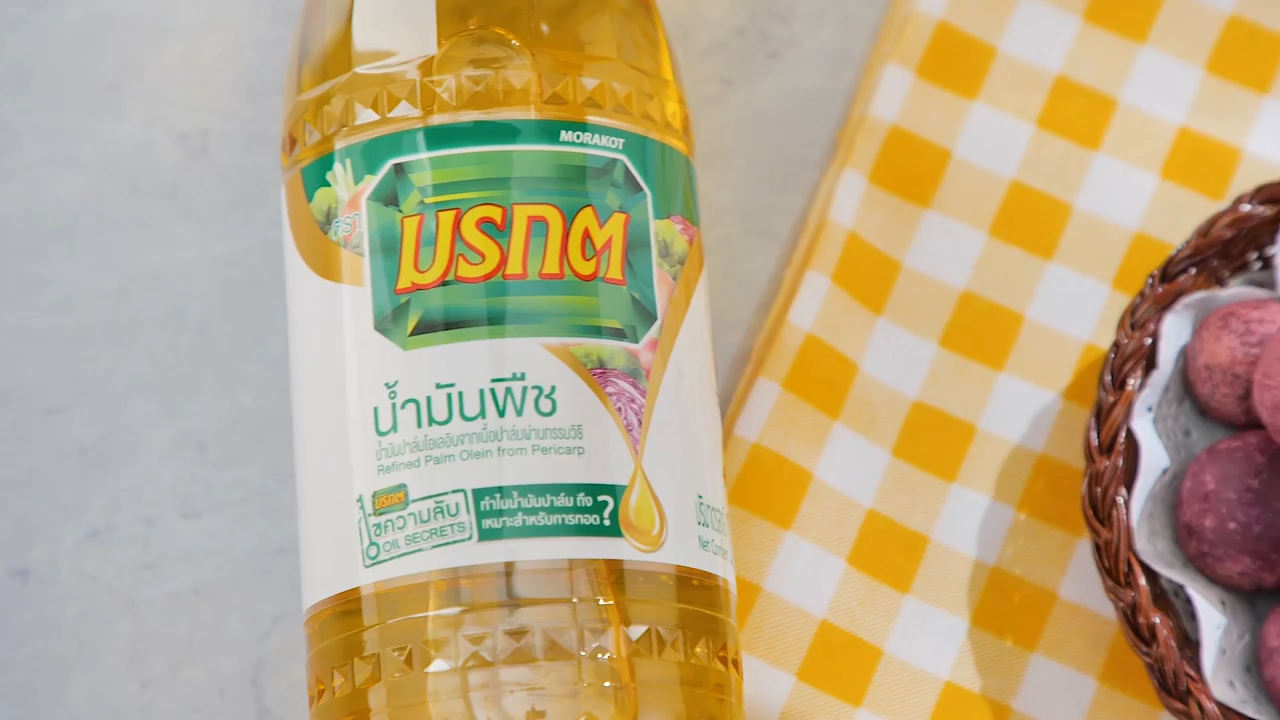 MORAKOT
ตรา
มรกต
น้ำมันพืช
น้ำมันปาล์มโอเลอินจากเนื้อปาล์มผ่านกรรมวิธี
Refined Palm Olein from Pericarp
มรกต
ไขความลับ
OIL SECRETS
ทำไมน้ำมันปาล์ม ถึง
เหมาะสำหรับการทอด?
Net